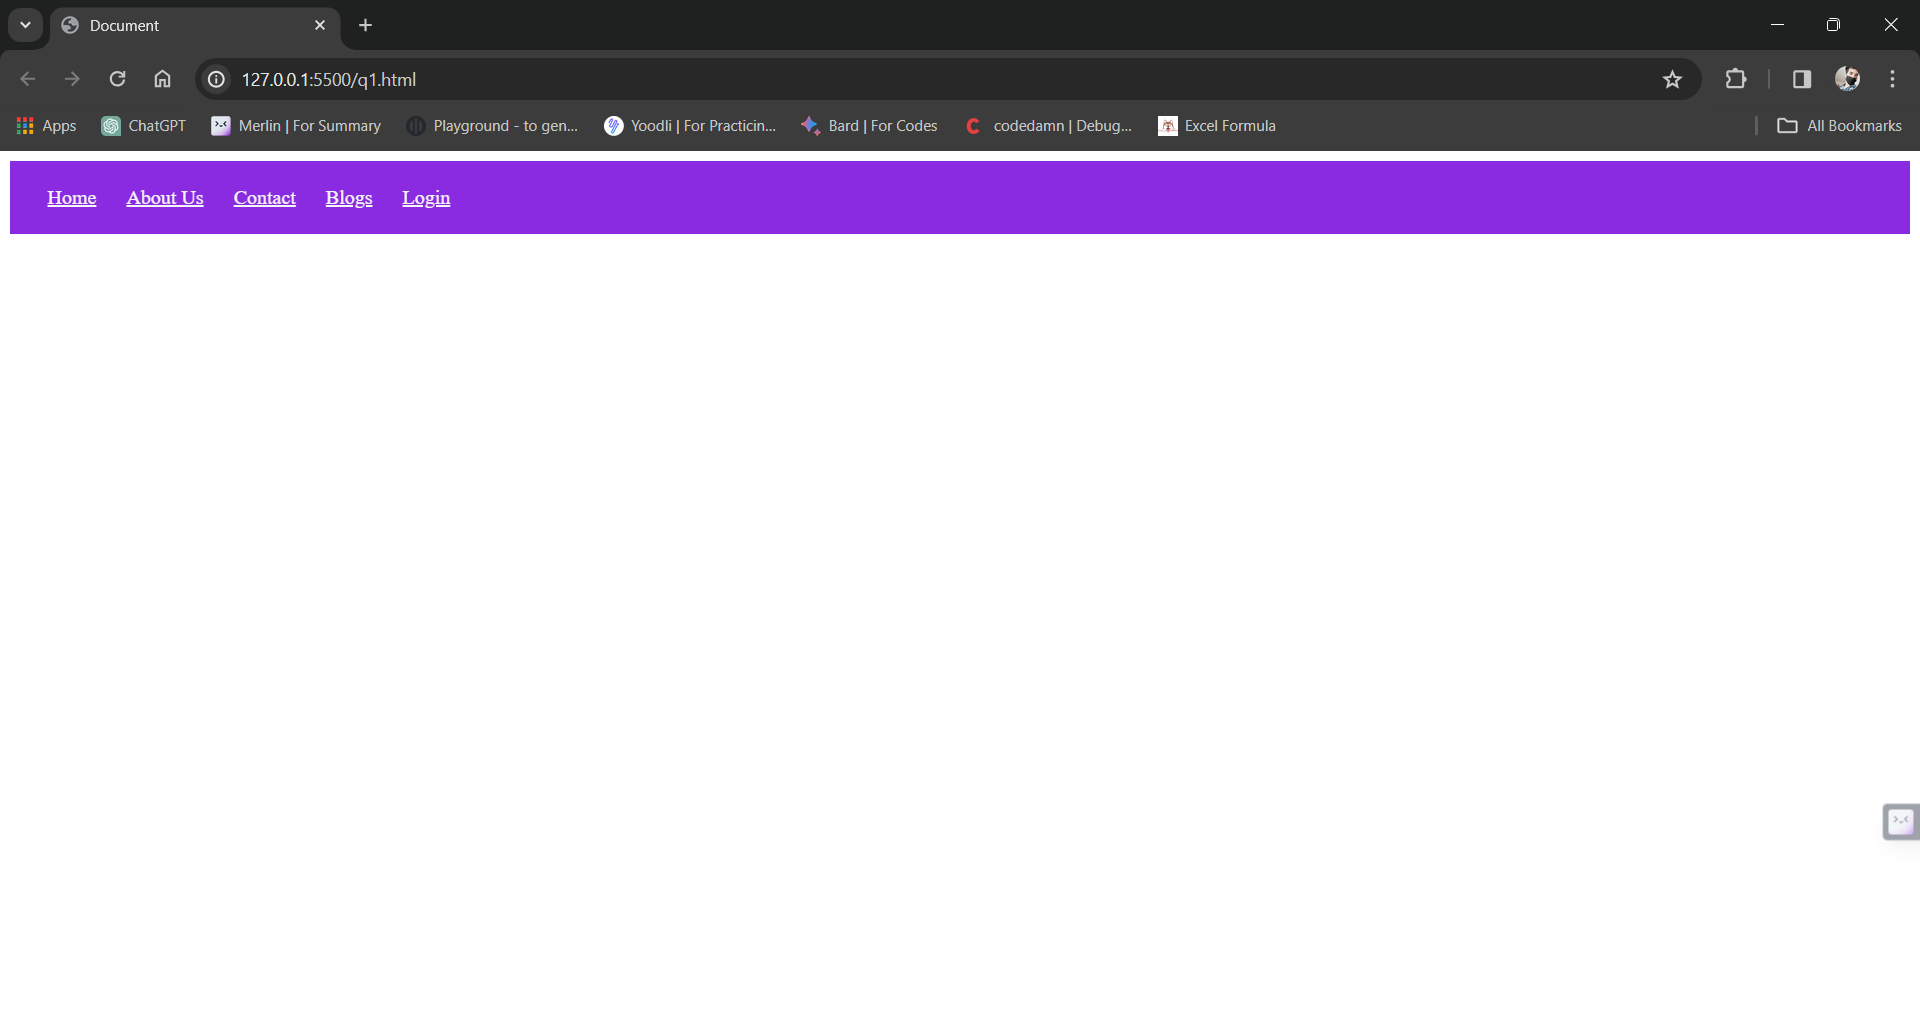 Document
127.0.0.1:5500/q1.html
Apps ChatGPT Merlin | For Summary Playground - to gen... Yoodli | For Practicin... Bard | For Codes codedamn | Debug... Excel Formula All Bookmarks
Home About Us Contact Blogs Login